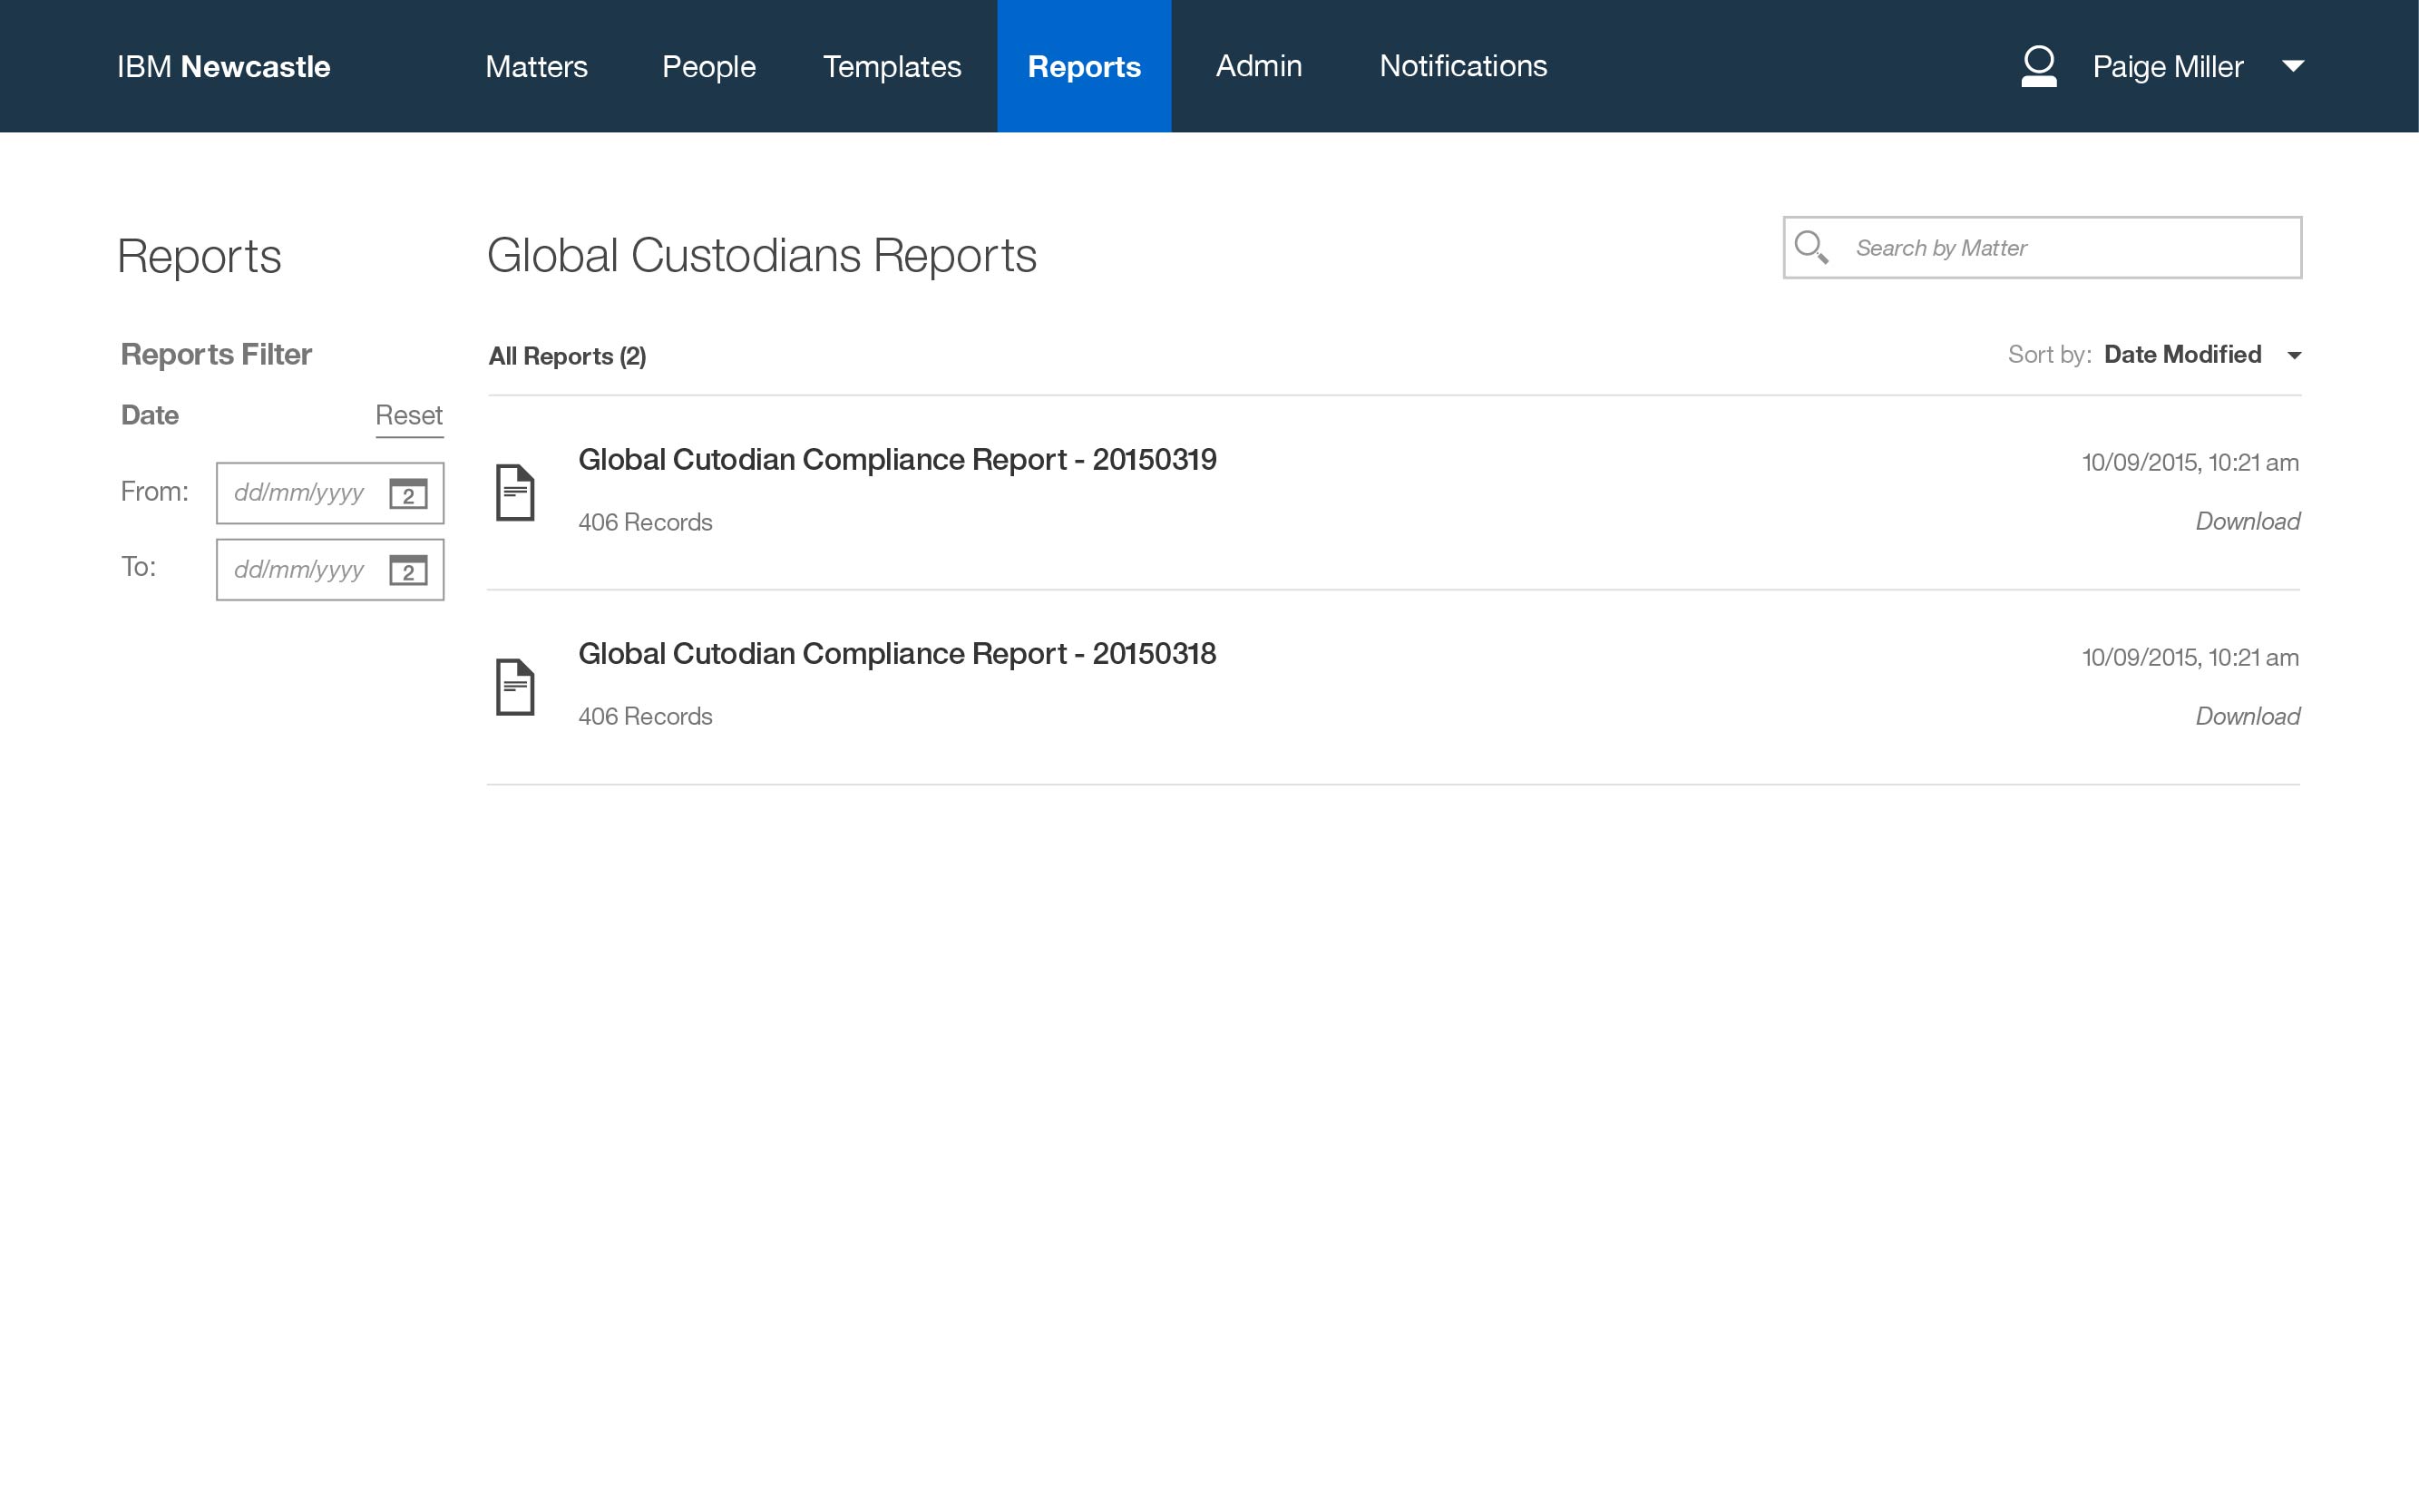 IBM Newcastle Matters People Templates Reports Admin Notifications Paige Miller
Reports
Global Custodians Reports
Search by Matter
Reports Filter
All Reports (2)
Sort by: Date Modified
Date Reset
From: dd/mm/yyyy 2
To: dd/mm/yyyy 2
Global Cutodian Compliance Report - 20150319
10/09/2015, 10:21 am
406 Records
Download
Global Cutodian Compliance Report - 20150318
10/09/2015, 10:21 am
406 Records
Download